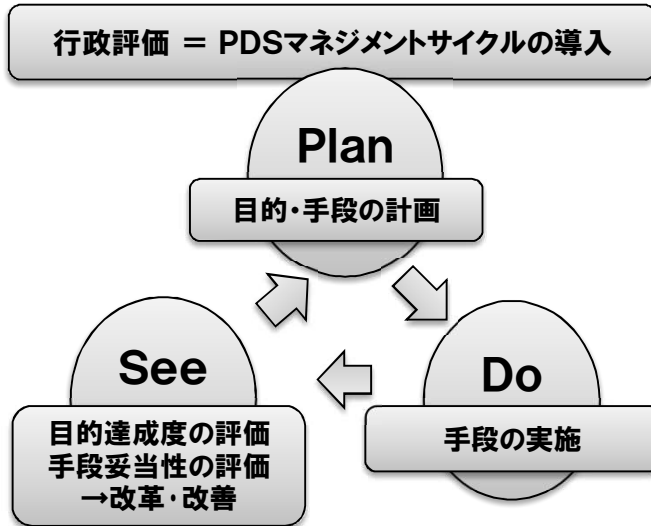 行政評価 ＝ PDSマネジメントサイクルの導入
Plan
目的・手段の計画
See
目的達成度の評価
手段妥当性の評価
→改革・改善
Do
手段の実施